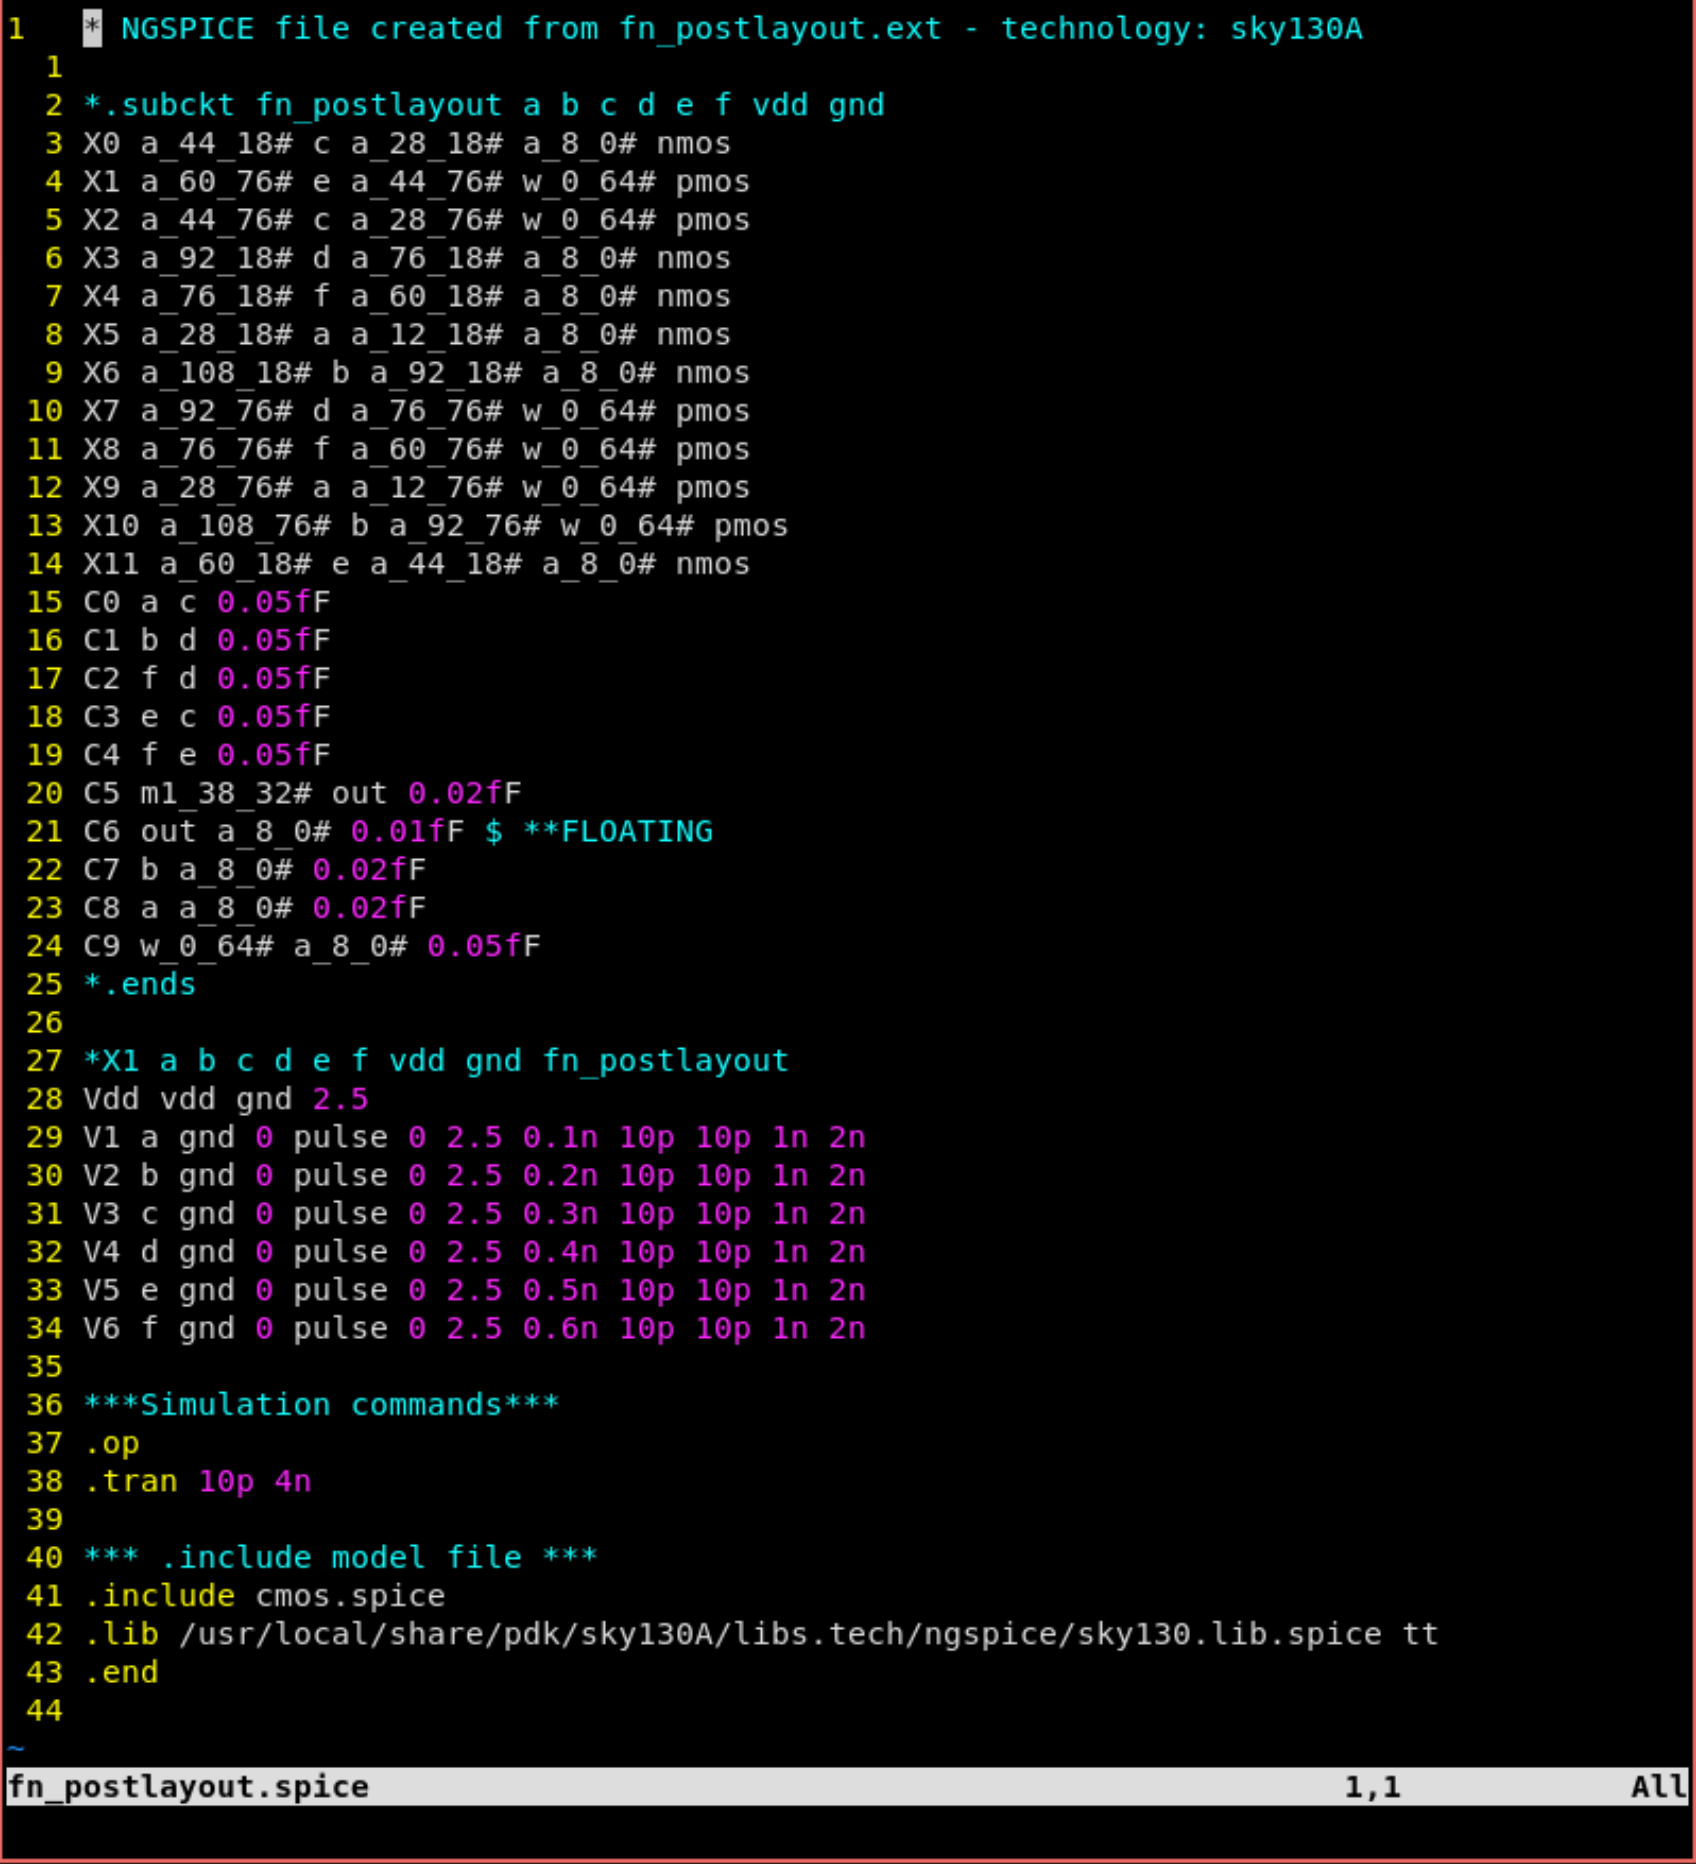 1   * NGSPICE file created from fn_postlayout.ext - technology: sky130A
  1
  2 *.subckt fn_postlayout a b c d e f vdd gnd
  3 X0 a_44_18# c a_28_18# a_8_0# nmos
  4 X1 a_60_76# e a_44_76# w_0_64# pmos
  5 X2 a_44_76# c a_28_76# w_0_64# pmos
  6 X3 a_92_18# d a_76_18# a_8_0# nmos
  7 X4 a_76_18# f a_60_18# a_8_0# nmos
  8 X5 a_28_18# a a_12_18# a_8_0# nmos
  9 X6 a_108_18# b a_92_18# a_8_0# nmos
 10 X7 a_92_76# d a_76_76# w_0_64# pmos
 11 X8 a_76_76# f a_60_76# w_0_64# pmos
 12 X9 a_28_76# a a_12_76# w_0_64# pmos
 13 X10 a_108_76# b a_92_76# w_0_64# pmos
 14 X11 a_60_18# e a_44_18# a_8_0# nmos
 15 C0 a c 0.05fF
 16 C1 b d 0.05fF
 17 C2 f d 0.05fF
 18 C3 e c 0.05fF
 19 C4 f e 0.05fF
 20 C5 m1_38_32# out 0.02fF
 21 C6 out a_8_0# 0.01fF $ **FLOATING
 22 C7 b a_8_0# 0.02fF
 23 C8 a a_8_0# 0.02fF
 24 C9 w_0_64# a_8_0# 0.05fF
 25 *.ends
 26
 27 *X1 a b c d e f vdd gnd fn_postlayout
 28 Vdd vdd gnd 2.5
 29 V1 a gnd 0 pulse 0 2.5 0.1n 10p 10p 1n 2n
 30 V2 b gnd 0 pulse 0 2.5 0.2n 10p 10p 1n 2n
 31 V3 c gnd 0 pulse 0 2.5 0.3n 10p 10p 1n 2n
 32 V4 d gnd 0 pulse 0 2.5 0.4n 10p 10p 1n 2n
 33 V5 e gnd 0 pulse 0 2.5 0.5n 10p 10p 1n 2n
 34 V6 f gnd 0 pulse 0 2.5 0.6n 10p 10p 1n 2n
 35
 36 ***Simulation commands***
 37 .op
 38 .tran 10p 4n
 39
 40 *** .include model file ***
 41 .include cmos.spice
 42 .lib /usr/local/share/pdk/sky130A/libs.tech/ngspice/sky130.lib.spice tt
 43 .end
 44
~
fn_postlayout.spice 1,1 All